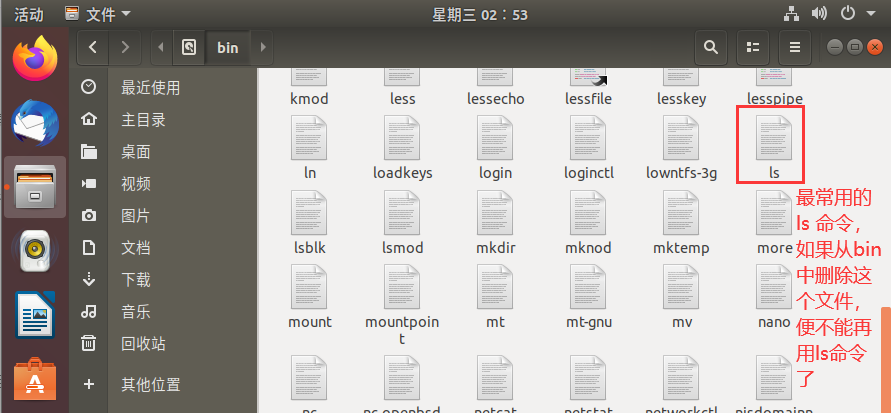 活动
文件
星期三 02：53
bin
最近使用
主目录
桌面
视频
图片
文档
下载
音乐
回收站
其他位置
kmod
less
lessecho
lessfile
lesskey
lesspipe
ln
loadkeys
login
loginctl
lowntfs-3g
ls
lsblk
lsmod
mkdir
mknod
mktemp
more
mount
mountpoin
t
mt
mt-gnu
mv
nano
nc
nc.openbsd
netcat
netstat
networkctl
nisdomainn
最常用的
ls 命令，
如果从bin
中删除这
个文件，
便不能再
用ls命令
了